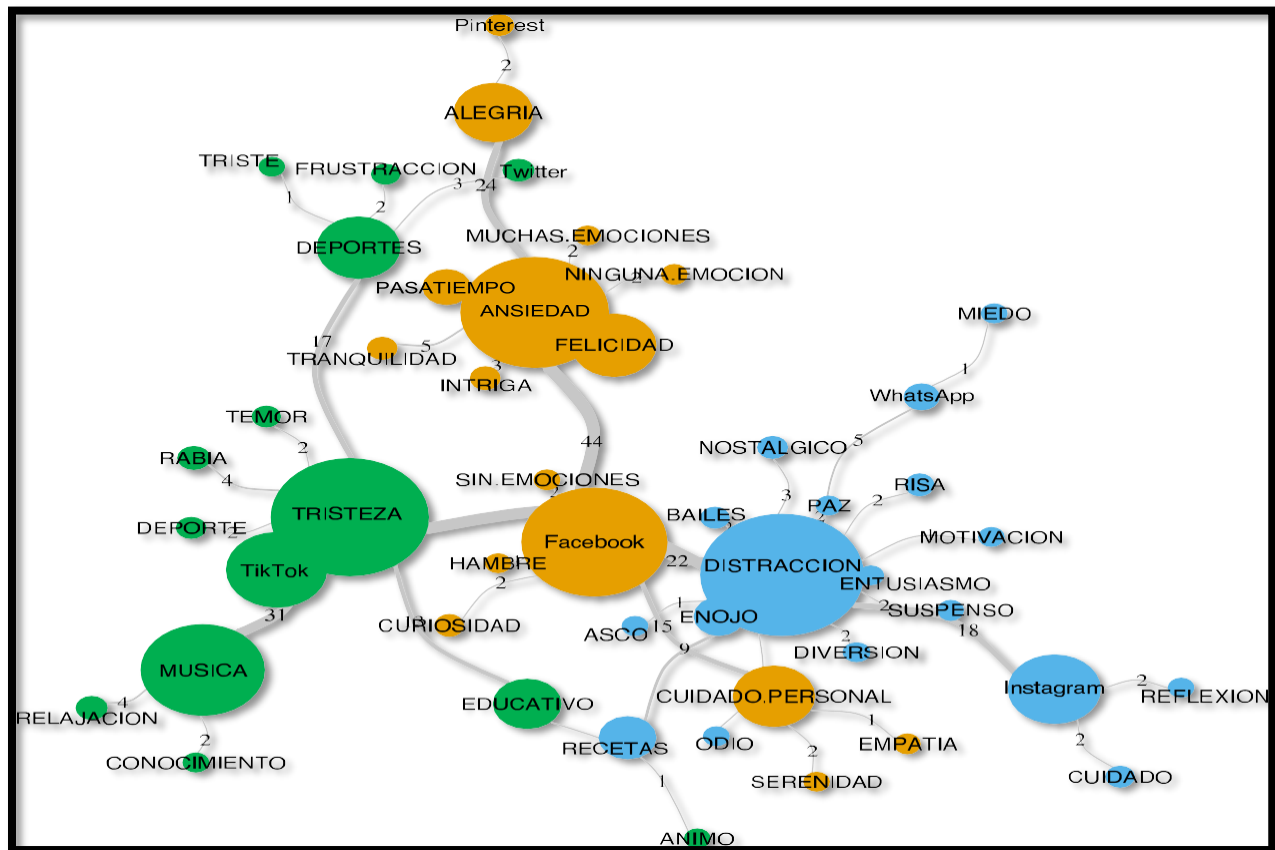 Pinterest
2
ALEGRIA
TRISTE
FRUSTRACCION
Twitter
3
24
1
2
MUCHAS.EMOCIONES
DEPORTES
2
NINGUNA.EMOCION
2
PASATIEMPO
ANSIEDAD
MIEDO
17
5
FELICIDAD
TRANQUILIDAD
3
INTRIGA
1
WhatsApp
TEMOR
44
5
2
NOSTALGICO
RABIA
4
SIN.EMOCIONES
2
RISA
3
2
PAZ
2
TRISTEZA
BAILES
DEPORTE
2
Facebook
MOTIVACION
22
DISTRACCION
HAMBRE
TikTok
2
ENTUSIASMO
1
2
SUSPENSO
31
ENOJO
CURIOSIDAD
15
ASCO
18
2
9
DIVERSION
MUSICA
Instagram
2
REFLEXION
4
CUIDADO.PERSONAL
EDUCATIVO
RELAJACION
1
2
2
RECETAS
ODIO
EMPATIA
2
CONOCIMIENTO
CUIDADO
1
SERENIDAD
ANIMO